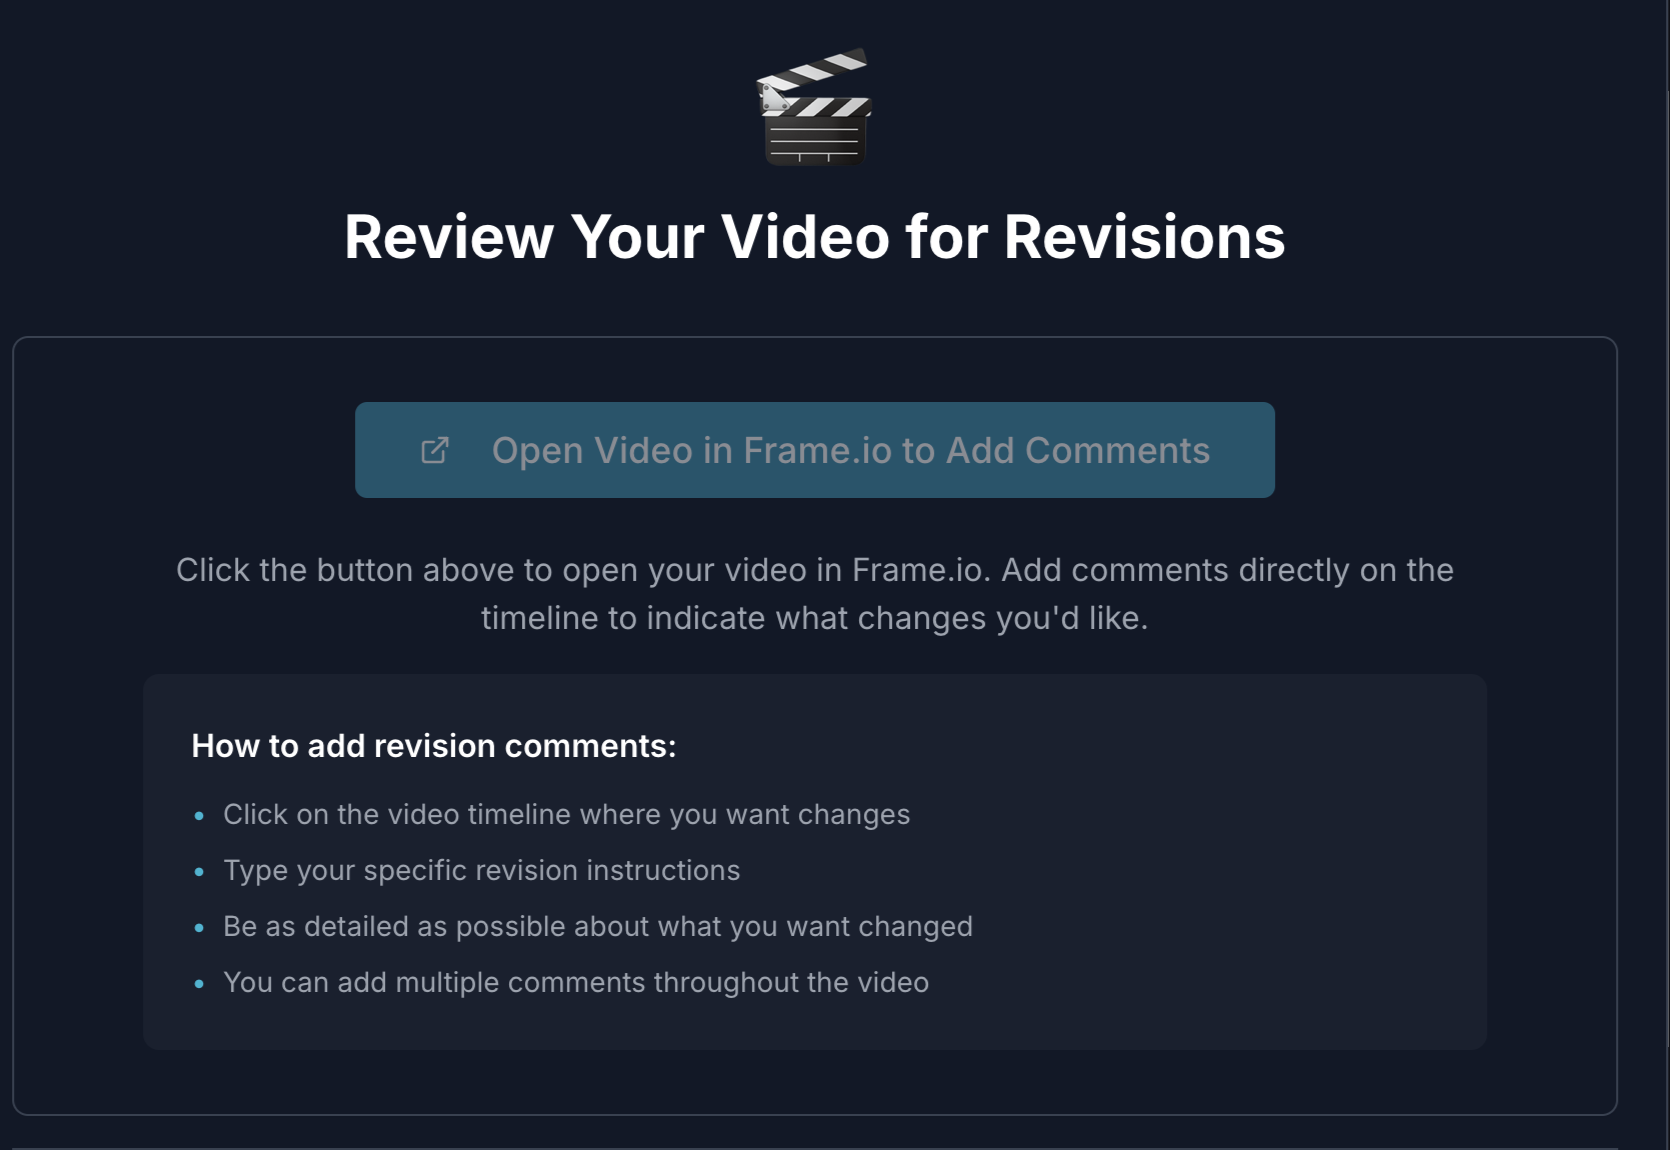 Review Your Video for Revisions
Open Video in Frame.io to Add Comments
Click the button above to open your video in Frame.io. Add comments directly on the
timeline to indicate what changes you'd like.
How to add revision comments:
• Click on the video timeline where you want changes
• Type your specific revision instructions
• Be as detailed as possible about what you want changed
• You can add multiple comments throughout the video